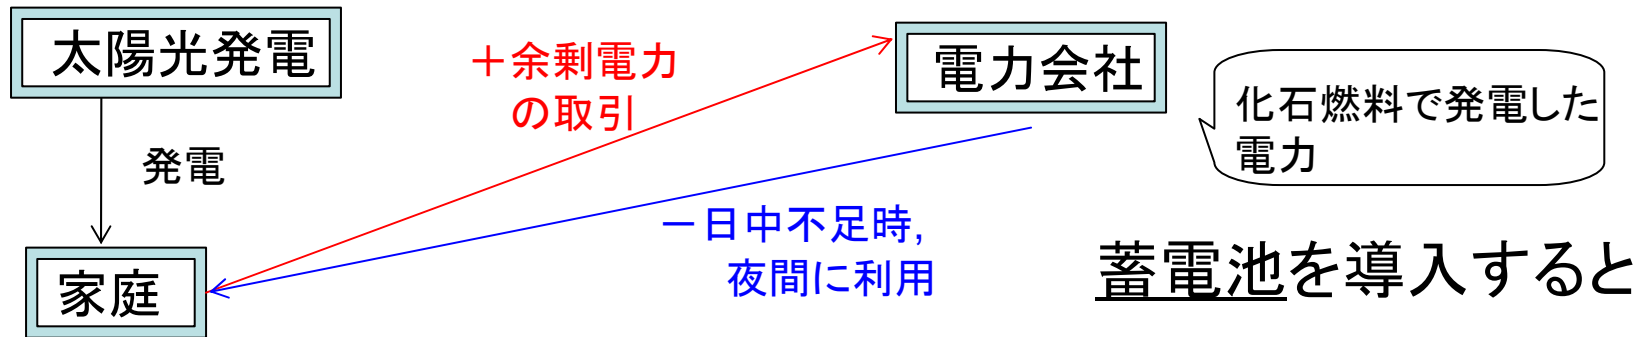 太陽光発電
＋余剰電力
の取引
電力会社
化石燃料で発電した
電力
発電
－日中不足時,
夜間に利用
家庭
蓄電池を導入すると